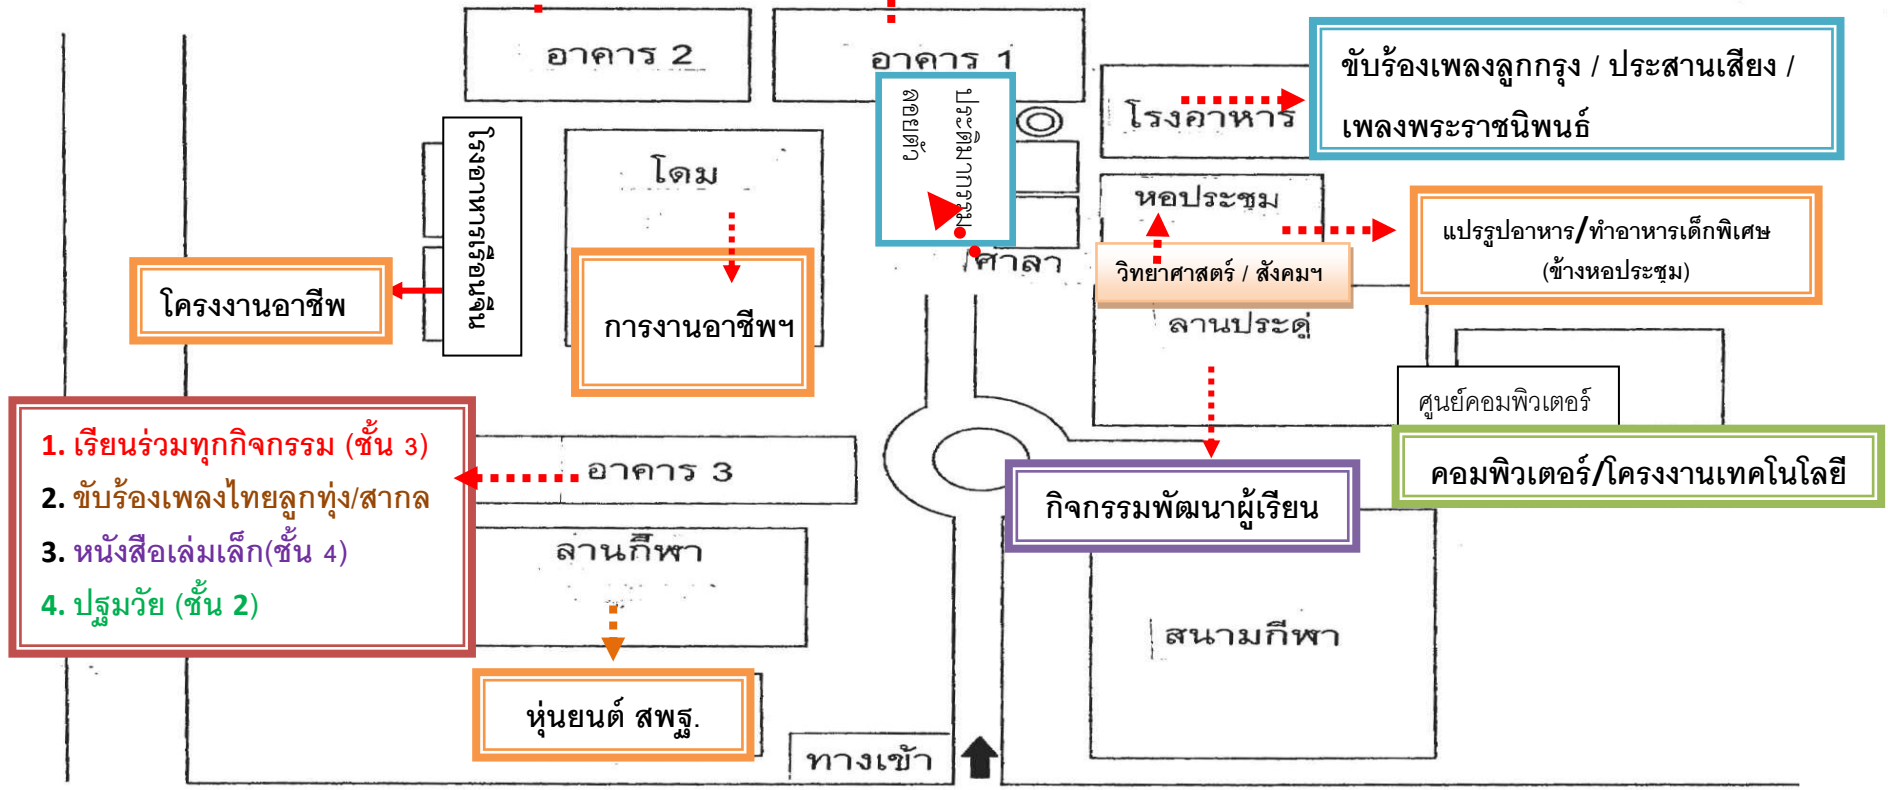 อาคาร 2
อาคาร 1
ขับร้องเพลงลูกกรุง / ประสานเสียง /
เพลงพระราชนิพนธ์
ประติมากรรม
ลอยตัว
โรงอาหาร
โรงอาหารเรือนจีน
โดม
หอประชุม
แปรรูปอาหาร/ทำอาหารเด็กพิเศษ
(ข้างหอประชุม)
ศาลา
วิทยาศาสตร์ / สังคมฯ
โครงงานอาชีพ
การงานอาชีพฯ
ลานประดู่
ศูนย์คอมพิวเตอร์
คอมพิวเตอร์/โครงงานเทคโนโลยี
1. เรียนร่วมทุกกิจกรรม (ชั้น 3)
2. ขับร้องเพลงไทยลูกทุ่ง/สากล
3. หนังสือเล่มเล็ก(ชั้น 4)
4. ปฐมวัย (ชั้น 2)
อาคาร 3
กิจกรรมพัฒนาผู้เรียน
ลานกีฬา
สนามกีฬา
หุ่นยนต์ สพฐ.
ทางเข้า